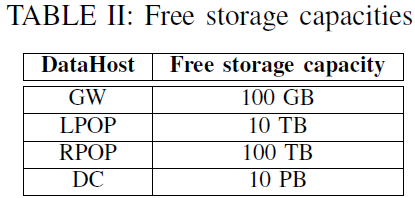 TABLE II: Free storage capacities
DataHost Free storage capacity
GW 100 GB
LPOP 10 TB
RPOP 100 TB
DC 10 PB